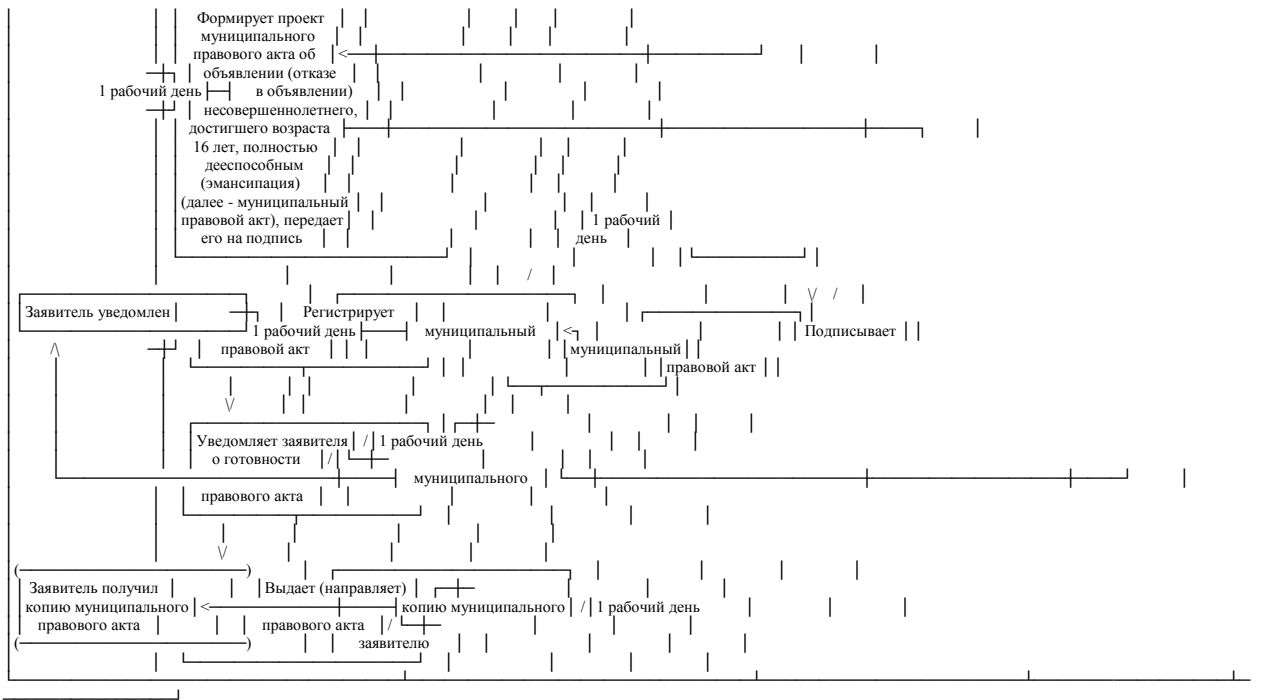 Формирует проект
муниципального
правового акта об
объявлении (отказе
1 рабочий день в объявлении)
несовершеннолетнего,
достигшего возраста
16 лет, полностью
дееспособным
(эмансипация)
(далее - муниципальный
правовой акт), передает 1 рабочий
его на подпись день
Заявитель уведомлен Регистрирует
1 рабочий день муниципальный Подписывает
правовой акт муниципальный
правовой акт
Уведомляет заявителя 1 рабочий день
о готовности
муниципального
правового акта
Заявитель получил Выдает (направляет)
копию муниципального копию муниципального 1 рабочий день
правового акта правового акта
заявителю